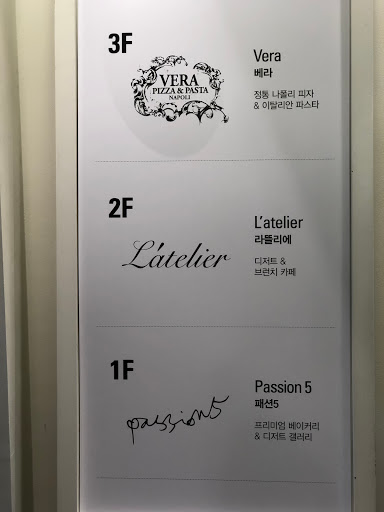 3F
VERA
PIZZA & PASTA
NAPOLI
Vera
베라
정통 나폴리 피자
& 이탈리안 파스타
2F
L'atelier
L'atelier
라뜰리에
디저트 &
브런치 카페
1F
passion5
Passion 5
패션5
프리미엄 베이커리
& 디저트 갤러리